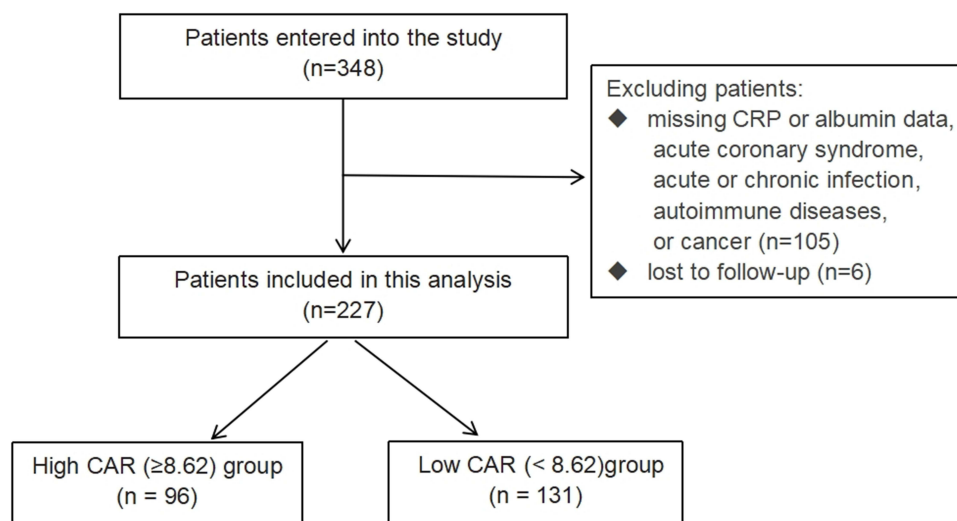 Patients entered into the study
(n=348)
Excluding patients:
◆ missing CRP or albumin data,
acute coronary syndrome,
acute or chronic infection,
autoimmune diseases,
or cancer (n=105)
◆ lost to follow-up (n=6)
Patients included in this analysis
(n=227)
High CAR (≥8.62) group
(n = 96)
Low CAR (< 8.62)group
(n = 131)